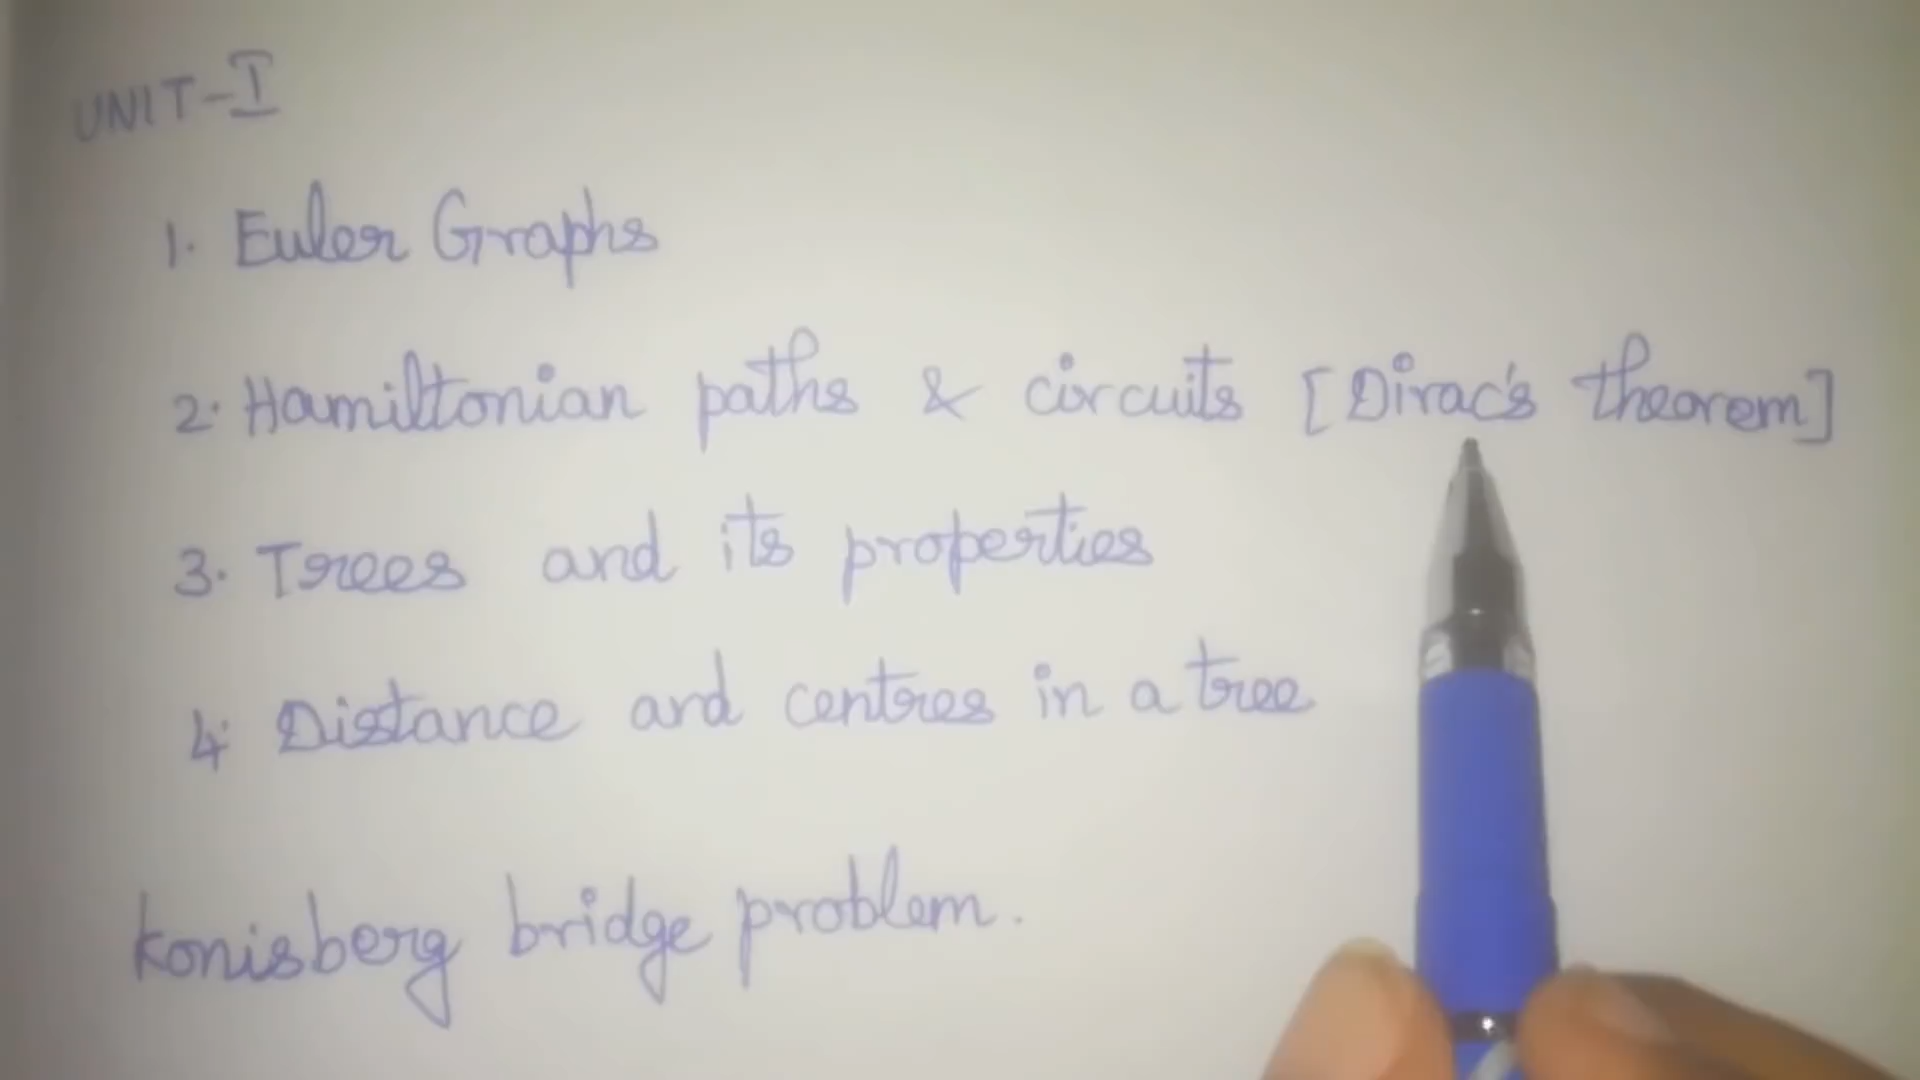 UNIT-I
1. Euler Graphs
2. Hamiltonian paths & circuits [Dirac's theorem]
3. Trees and its properties
4. Distance and centres in a tree
konisberg bridge problem.